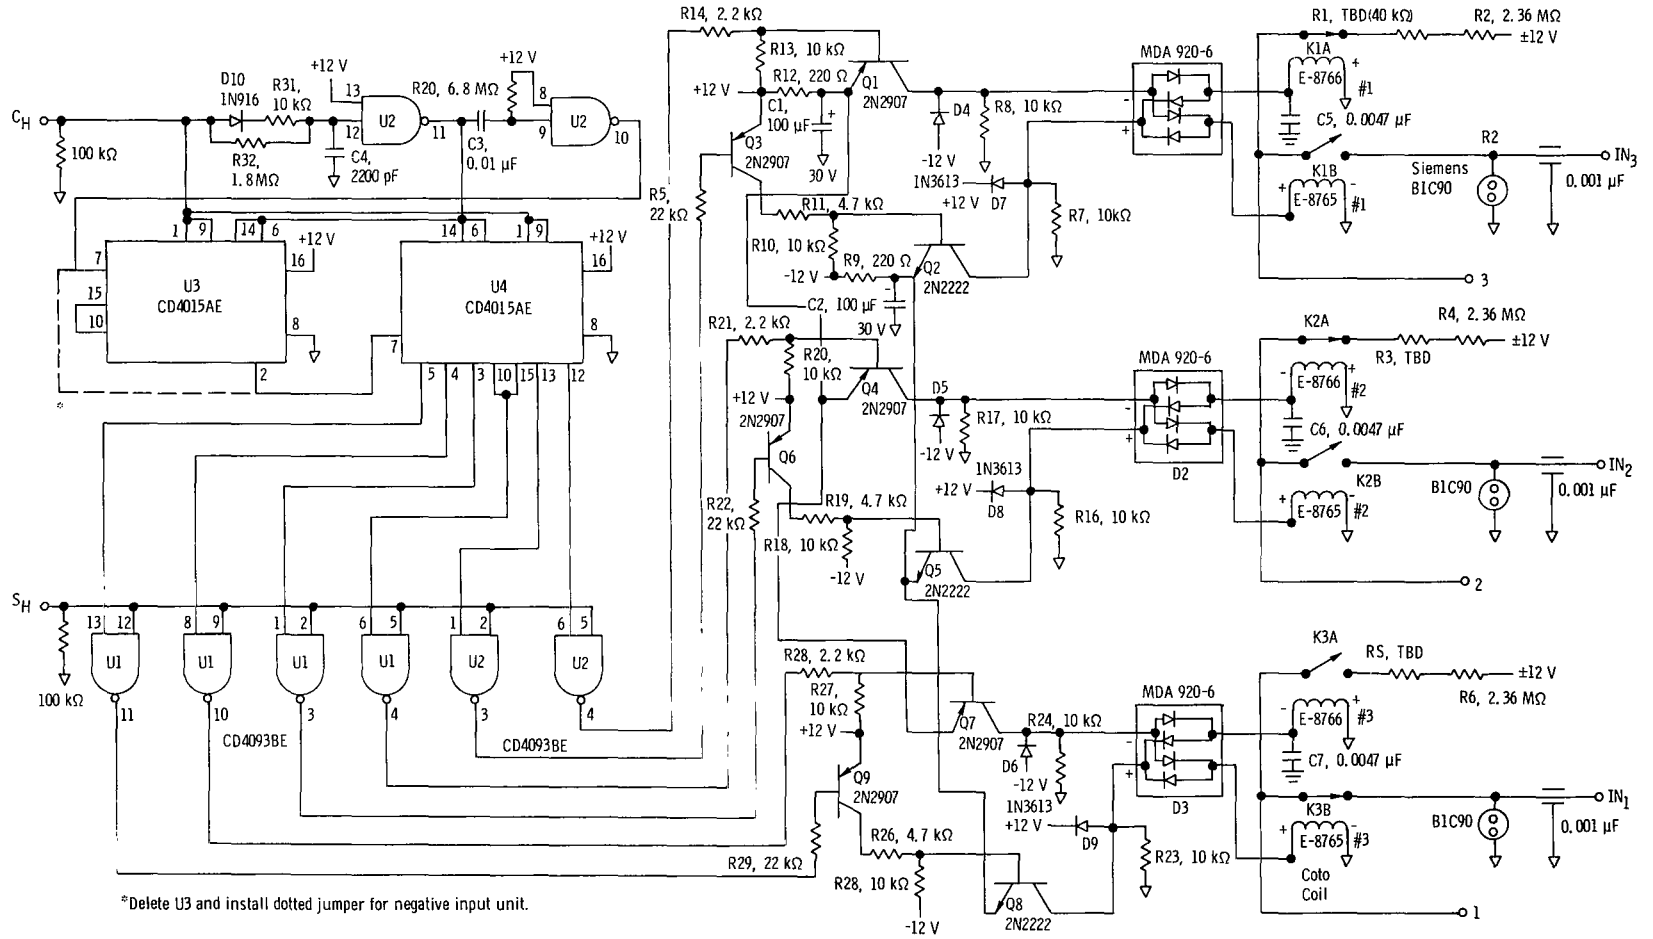 R14, 2.2 kΩ
R13, 10 kΩ
R12, 220 Ω
+12 V
C1,
100 µF
30 V
Q1
2N2907
Q3
2N2907
R5,
22 kΩ
D4
-12 V
R8, 10 kΩ
1N3613
+12 V
D7
R7, 10kΩ
R11, 4.7 kΩ
R10,
10 kΩ
-12 V
R9, 220 Ω
Q2
2N2222
C2, 100 µF
30 V
MDA 920-6
-
+
R1, TBD(40 kΩ)
R2, 2.36 MΩ
±12 V
K1A
E-8766
+
#1
C5, 0.0047 µF
K1B
+
E-8765
-
#1
R2
Siemens
B1C90
IN3
0.001 µF
3
CH
100 kΩ
D10
1N916
R31,
10 kΩ
R32,
1.8MΩ
+12 V
13
12
U2
11
C4,
2200 pF
R20, 6.8 MΩ
C3,
0.01 µF
+12 V
8
9
U2
10
1
9
14
6
+12 V
16
7
15
10
U3
CD4015AE
8
2
*
14
6
1
9
+12 V
16
U4
CD4015AE
8
7
5
4
3
10
15
13
12
R21, 2.2 kΩ
R20,
10 kΩ
+12 V
2N2907
Q6
Q4
2N2907
R22,
22 kΩ
D5
-12 V
R17, 10 kΩ
1N3613
+12 V
D8
R16, 10 kΩ
R19, 4.7 kΩ
R18, 10 kΩ
-12 V
Q5
2N2222
MDA 920-6
-
+
D2
K2A
R4, 2.36 MΩ
±12 V
R3, TBD
-
E-8766
+
#2
C6, 0.0047 µF
K2B
+
E-8765
-
#2
B1C90
IN2
0.001 µF
2
SH
100 kΩ
13
12
U1
11
8
9
U1
10
1
2
U1
3
6
5
U1
4
1
2
U2
3
6
5
U2
4
CD4093BE
CD4093BE
R28, 2.2 kΩ
R27,
10 kΩ
+12 V
Q9
2N2907
R29, 22 kΩ
Q7
2N2907
R24, 10 kΩ
D6
-12 V
1N3613
+12 V
D9
R23, 10 kΩ
R26, 4.7 kΩ
R28, 10 kΩ
-12 V
Q8
2N2222
MDA 920-6
-
+
D3
K3A
R5, TBD
±12 V
R6, 2.36 MΩ
-
E-8766
+
#3
C7, 0.0047 µF
K3B
+
E-8765
-
#3
Coto
Coil
B1C90
IN1
0.001 µF
1
*Delete U3 and install dotted jumper for negative input unit.